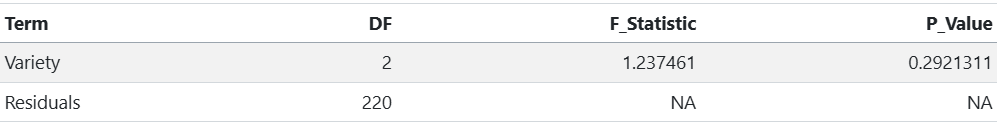 Term DF F_Statistic P_Value
Variety 2 1.237461 0.2921311
Residuals 220 NA NA